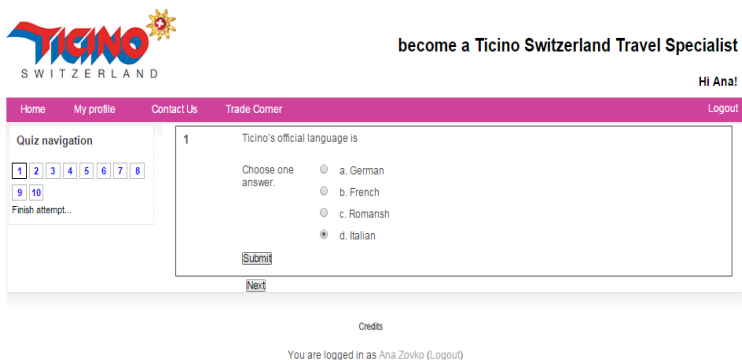 TICINO
SWITZERLAND
become a Ticino Switzerland Travel Specialist
Hi Ana!
Home My profile Contact Us Trade Corner Logout
Quiz navigation
1 2 3 4 5 6 7 8
9 10
Finish attempt...
1 Ticino's official language is
Choose one answer.
a. German
b. French
c. Romansh
d. Italian
Submit
Next
Credits
You are logged in as Ana Zovko (Logout)